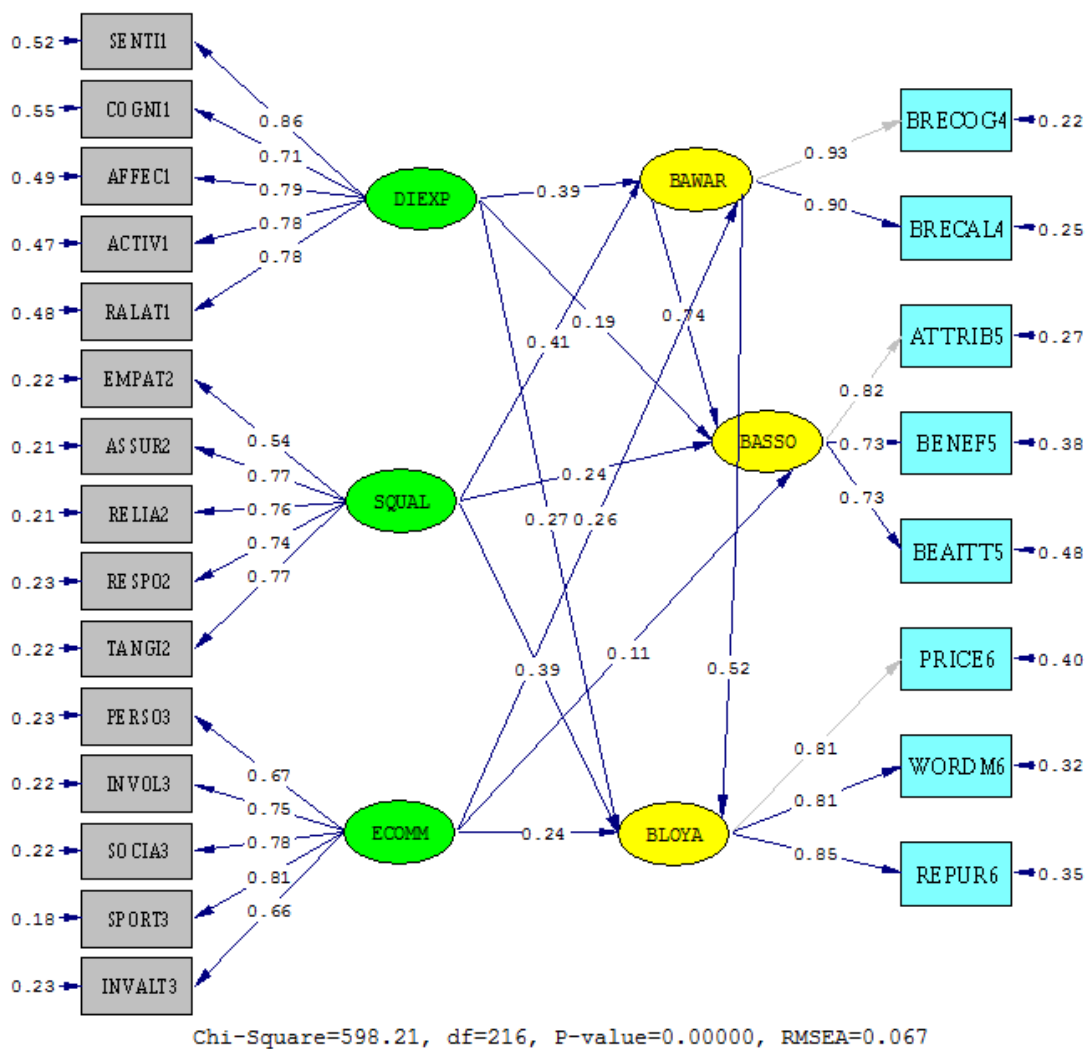 0.52 SENTI1
0.55 COGNI1
0.49 AFFEC1
0.47 ACTIV1
0.48 RALAT1
0.22 EMPAT2
0.21 ASSUR2
0.21 RELIA2
0.23 RESPO2
0.22 TANGI2
0.23 PERSO3
0.22 INVOL3
0.22 SOCIA3
0.18 SPORT3
0.23 INVALT3
0.86
0.71
0.79
0.78
0.78
0.54
0.77
0.76
0.74
0.77
0.67
0.75
0.78
0.81
0.66
DIEXP
SQUAL
ECOMM
0.39
0.19
0.74
0.41
0.24
0.27
0.26
0.39
0.11
0.52
0.24
BAWAR
BASSO
BLOYA
0.93
0.90
0.82
0.73
0.73
0.81
0.81
0.85
BRECOG4 0.22
BRECAL4 0.25
ATTRIB5 0.27
BENEF5 0.38
BEAITT5 0.48
PRICE6 0.40
WORDM6 0.32
REPUR6 0.35
Chi-Square=598.21, df=216, P-value=0.00000, RMSEA=0.067